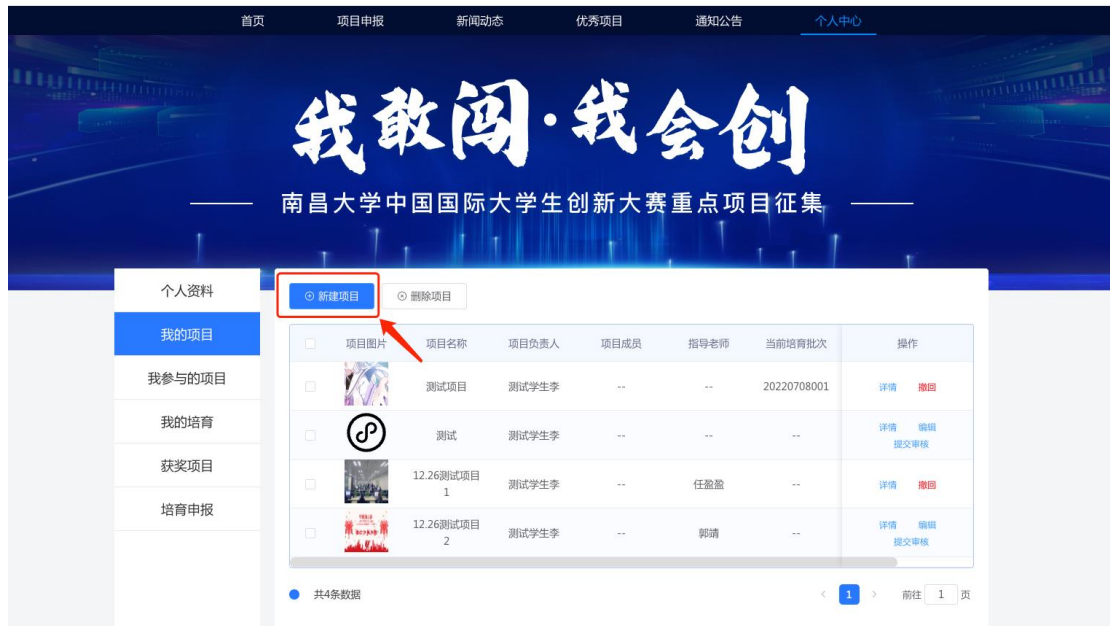 首页 项目申报 新闻动态 优秀项目 通知公告 个人中心
我敢闯·我会创
南昌大学中国国际大学生创新大赛重点项目征集
个人资料
我的项目
我参与的项目
我的培育
获奖项目
培育申报
新建项目 删除项目
项目图片 项目名称 项目负责人 项目成员 指导老师 当前培育批次 操作
测试项目 测试学生李 -- -- 20220708001 详情 撤回
测试 测试学生李 -- -- -- 详情 编辑
提交审核
12.26测试项目
1 测试学生李 -- 任盈盈 -- 详情 撤回
12.26测试项目
2 测试学生李 -- 郭靖 -- 详情 编辑
提交审核
共4条数据 < 1 > 前往 1 页